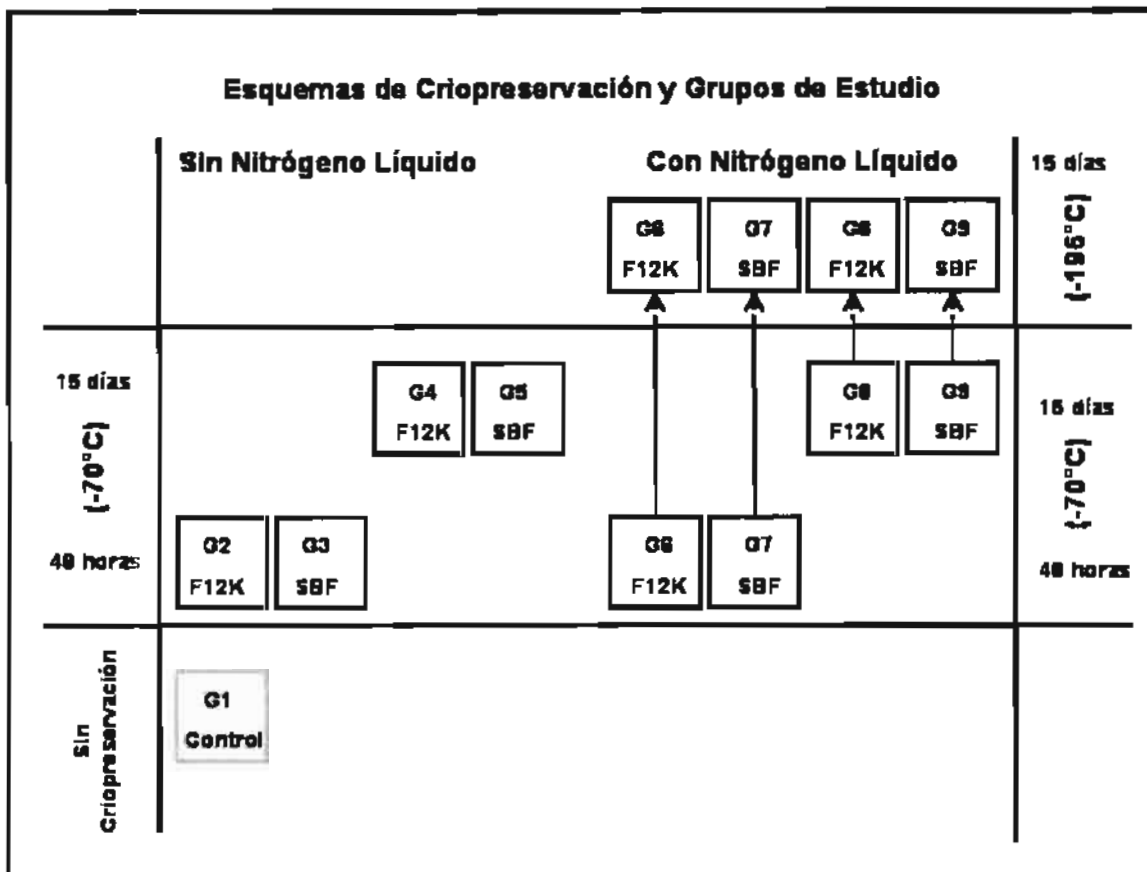 Esquemas de Criopreservación y Grupos de Estudio
Sin Nitrógeno Líquido
Con Nitrógeno Líquido
15 días
(-195°C)
G6
F12K
G7
SBF
G8
F12K
G9
SBF
15 días
(-70°C)
48 horas
G4
F12K
G5
SBF
G8
F12K
G9
SBF
15 días
(-70°C)
48 horas
G2
F12K
G3
SBF
G6
F12K
G7
SBF
Sin
Criopreservación
G1
Control